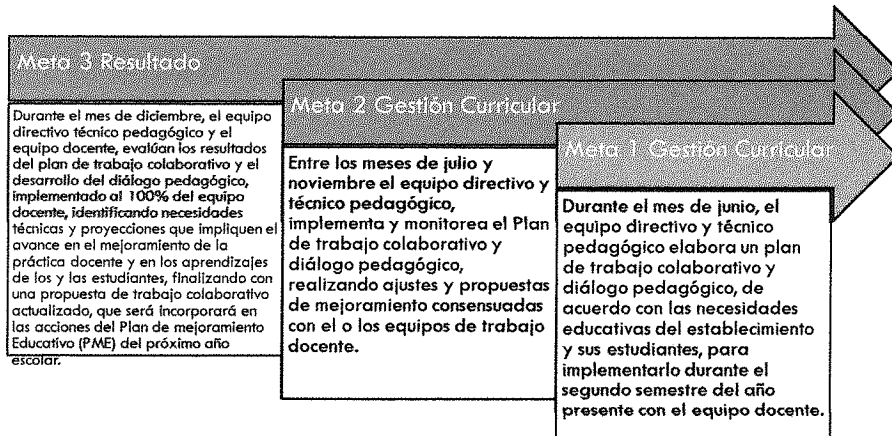 Meta 3 Resultado
Durante el mes de diciembre, el equipo
directivo técnico pedagógico y el
equipo docente, evalúan los resultados
del plan de trabajo colaborativo y el
desarrollo del diálogo pedagógico,
implementado al 100% del equipo
docente, identificando necesidades
técnicas y proyecciones que impliquen el
avance en el mejoramiento de la
práctica docente y en los aprendizajes
de los y las estudiantes, finalizando con
una propuesta de trabajo colaborativo
actualizado, que será incorporará en
las acciones del Plan de mejoramiento
Educativo (PME) del próximo año
escolar.
Meta 2 Gestión Curricular
Entre los meses de julio y
noviembre el equipo directivo y
técnico pedagógico,
implementa y monitorea el Plan
de trabajo colaborativo y
diálogo pedagógico,
realizando ajustes y propuestas
de mejoramiento consensuadas
con el o los equipos de trabajo
docente.
Meta 1 Gestión Curricular
Durante el mes de junio, el
equipo directivo y técnico
pedagógico elabora un plan
de trabajo colaborativo y
diálogo pedagógico, de
acuerdo con las necesidades
educativas del establecimiento
y sus estudiantes, para
implementarlo durante el
segundo semestre del año
presente con el equipo docente.